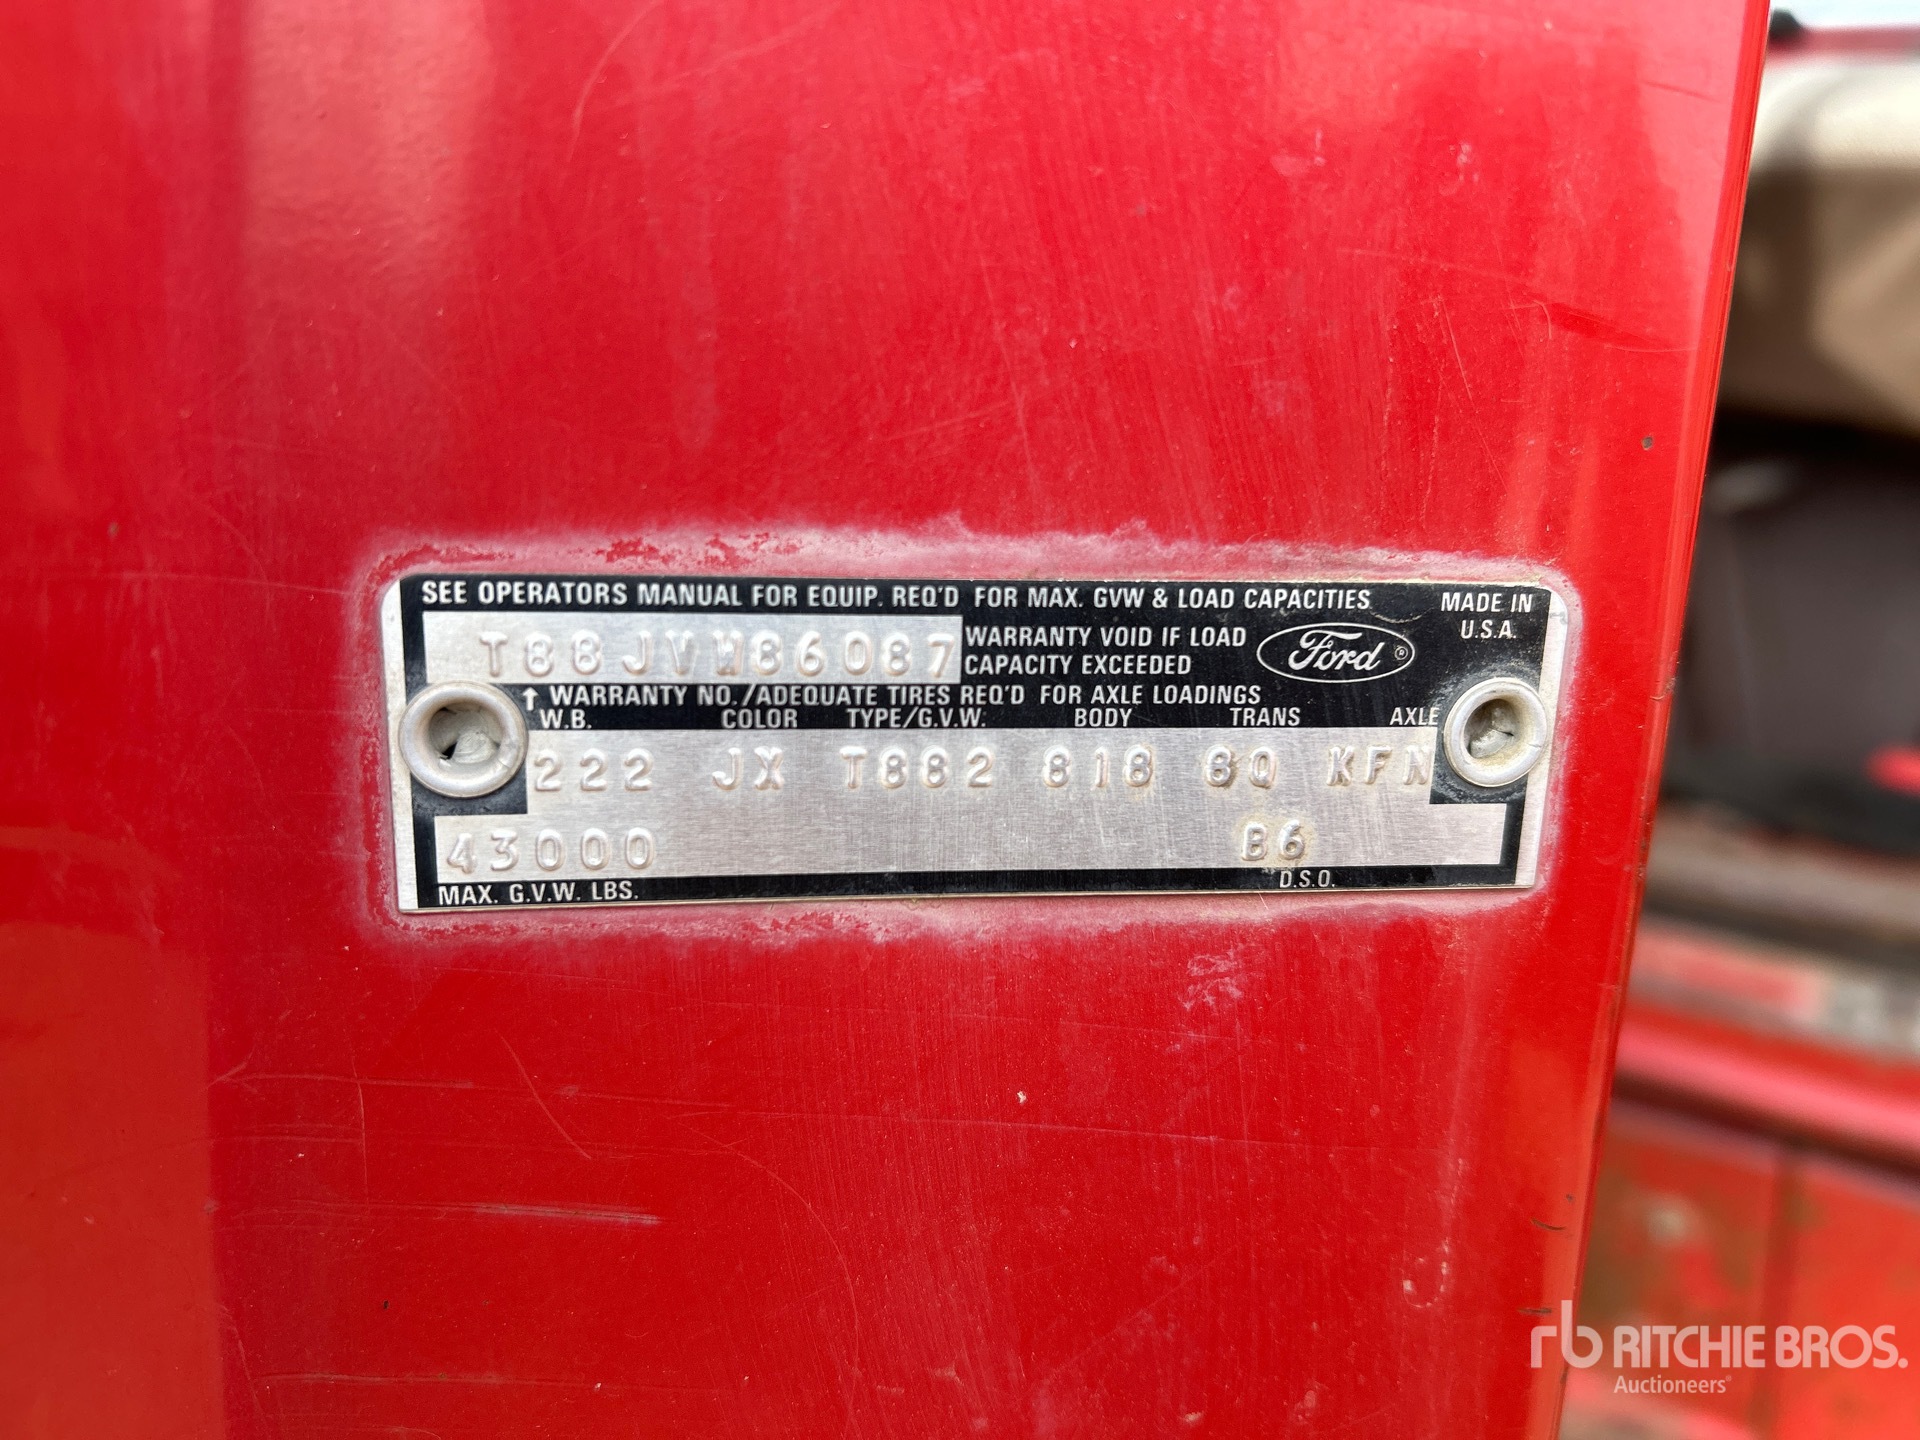 SEE OPERATORS MANUAL FOR EQUIP. REQ'D FOR MAX. GVW & LOAD CAPACITIES
MADE IN
U.S.A.
T88JVW86087
WARRANTY VOID IF LOAD
CAPACITY EXCEEDED
Ford ®
↑ WARRANTY NO./ADEQUATE TIRES REQ'D FOR AXLE LOADINGS
W.B. COLOR TYPE/G.V.W. BODY TRANS AXLE
222 JX T882 818 8Q KFN
43000 B6
MAX. G.V.W. LBS. D.S.O.
rb RITCHIE BROS.
Auctioneers